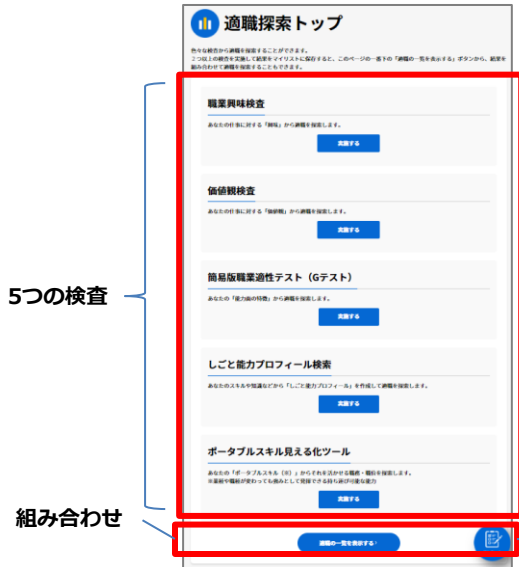 適職探索トップ
色々な検査から適職を探索することができます。
2つ以上の検査を実施して結果をマイリストに保存すると、このページの一番下の「適職の一覧を表示する」ボタンから、結果を
組み合わせて適職を探索することもできます。
職業興味検査
あなたの仕事に対する「興味」から適職を探索します。
実施する
価値観検査
あなたの仕事に対する「価値観」から適職を探索します。
実施する
簡易版職業適性テスト（Gテスト）
あなたの「能力面の特徴」から適職を探索します。
実施する
5つの検査
しごと能力プロフィール検索
あなたのスキルや知識などから「しごと能力プロフィール」を作成して適職を探索します。
実施する
ポータブルスキル見える化ツール
あなたの「ポータブルスキル（※）」からそれを活かせる職務・職位を探索します。
※業種や職種が変わっても強みとして発揮できる持ち運び可能な能力
実施する
組み合わせ
適職の一覧を表示する